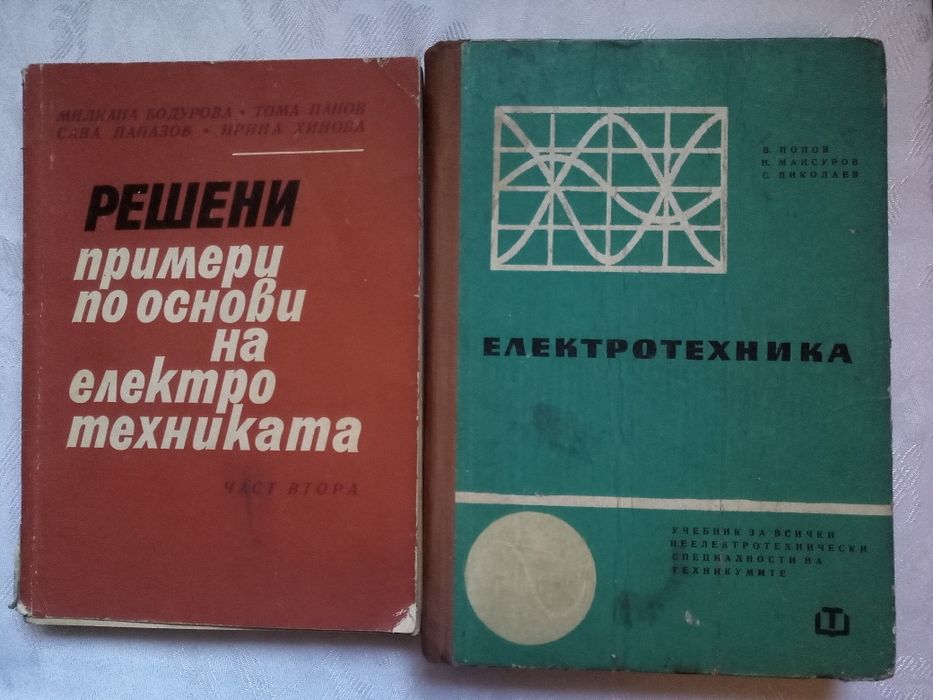 МИЛКАНА БОДУРОВА • ТОМА ПАНОВ
САВА ПАПАЗОВ • ИРИНА ХИНОВА
РЕШЕНИ
примери
по основи
на
електро
техниката
ЧАСТ ВТОРА
В. ПОПОВ
Н. МАНСУРОВ
С. НИКОЛАЕВ
ЕЛЕКТРОТЕХНИКА
УЧЕБНИК ЗА ВСИЧКИ
НЕЕЛЕКТРОТЕХНИЧЕСКИ
СПЕЦИАЛНОСТИ НА
ТЕХНИКУМИТЕ
Т